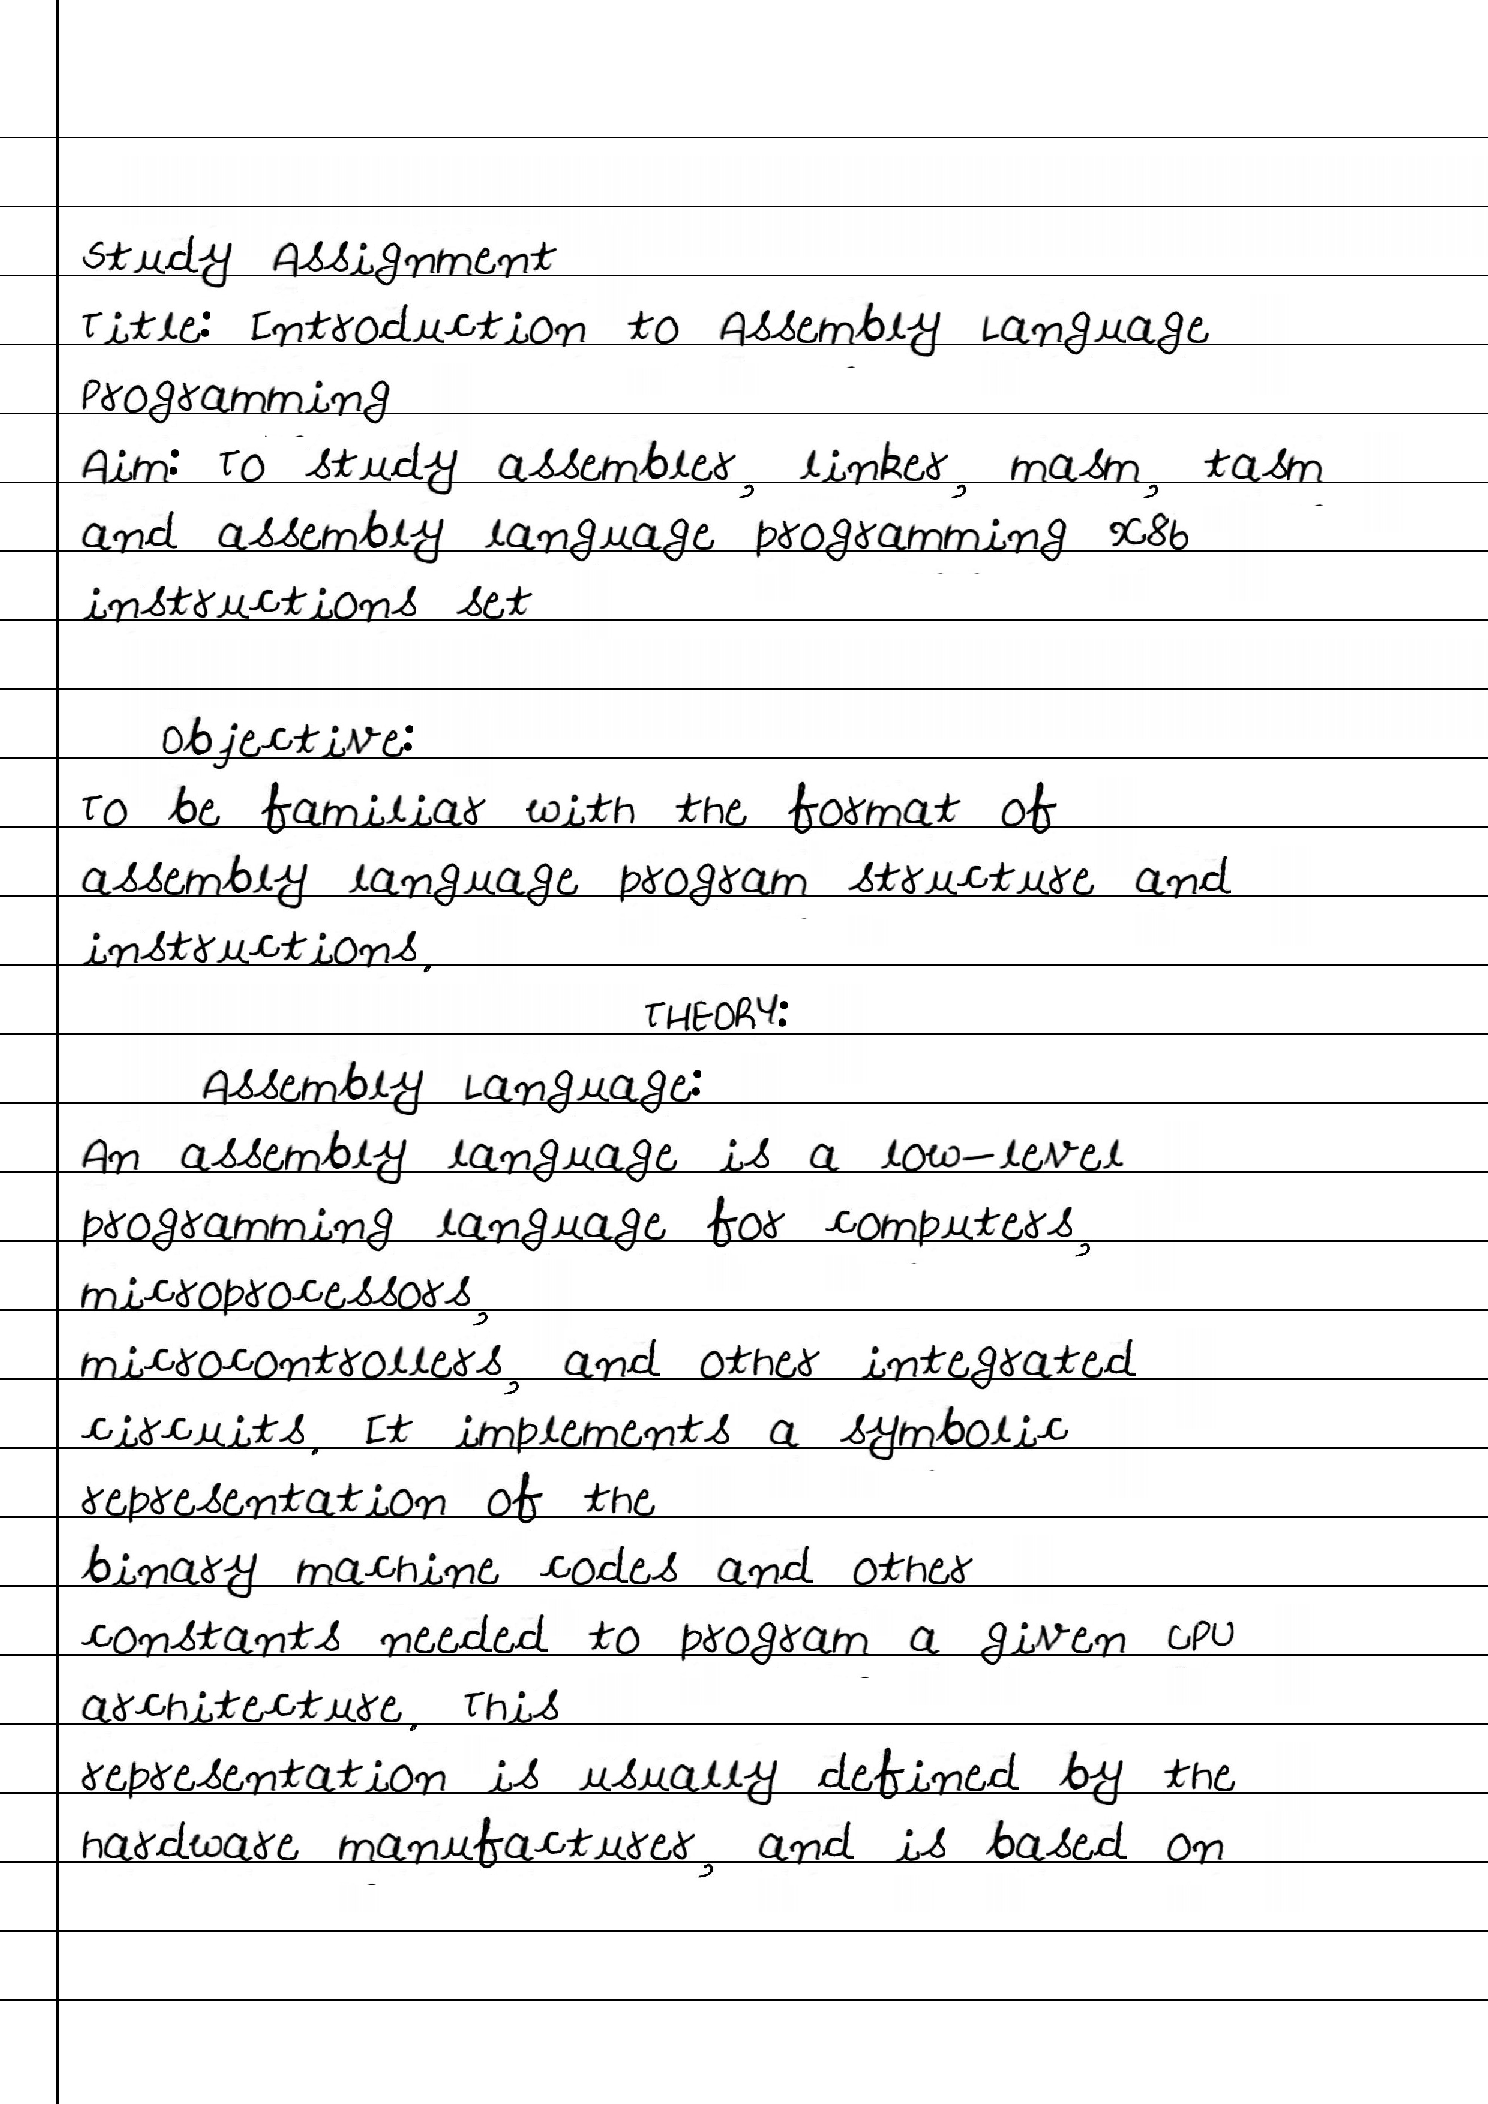 Study Assignment
Title: Introduction to Assembly Language
Programming
Aim: To study assembler, linker, masm, tasm
and assembly language programming x86
instructions set
Objective:
To be familiar with the format of
assembly language program structure and
instructions.
THEORY:
Assembly Language:
An assembly language is a low-level
programming language for computers,
microprocessors,
microcontrollers, and other integrated
circuits. It implements a symbolic
representation of the
binary machine codes and other
constants needed to program a given CPU
architecture. This
representation is usually defined by the
hardware manufacturer, and is based on